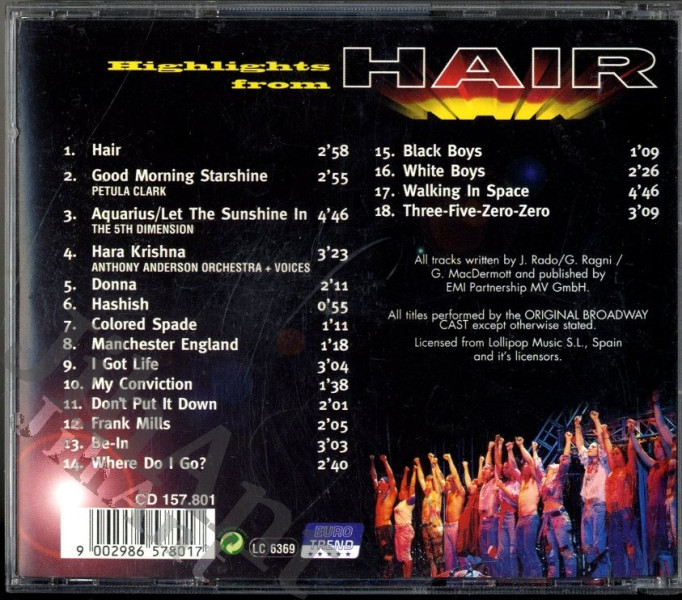 Highlights
from
HAIR
1. Hair 2'58
2. Good Morning Starshine 2'55
PETULA CLARK
3. Aquarius/Let The Sunshine In 4'46
THE 5TH DIMENSION
4. Hara Krishna 3'23
ANTHONY ANDERSON ORCHESTRA + VOICES
5. Donna 2'11
6. Hashish 0'55
7. Colored Spade 1'11
8. Manchester England 1'18
9. I Got Life 3'04
10. My Conviction 1'38
11. Don't Put It Down 2'01
12. Frank Mills 2'05
13. Be-In 3'03
14. Where Do I Go? 2'40
15. Black Boys 1'09
16. White Boys 2'26
17. Walking In Space 4'46
18. Three-Five-Zero-Zero 3'09
All tracks written by J. Rado/G. Ragni /
G. MacDermott and published by
EMI Partnership MV GmbH.
All titles performed by the ORIGINAL BROADWAY
CAST except otherwise stated.
Licensed from Lollipop Music S.L., Spain
and it's licensors.
CD 157.801
9 002986 578017
LC 6369
EURO
TREND